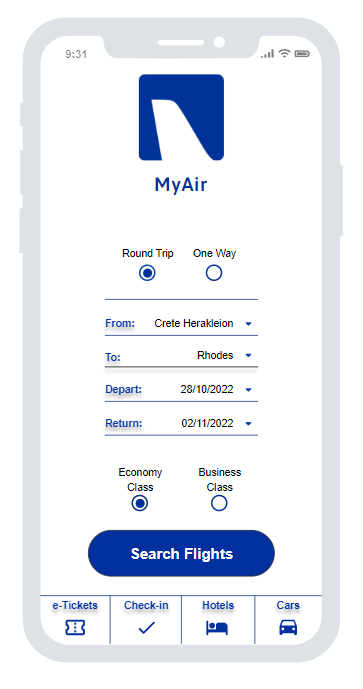 9:31
MyAir
Round Trip One Way
From: Crete Herakleion
To: Rhodes
Depart: 28/10/2022
Return: 02/11/2022
Economy Business
Class Class
Search Flights
e-Tickets Check-in Hotels Cars